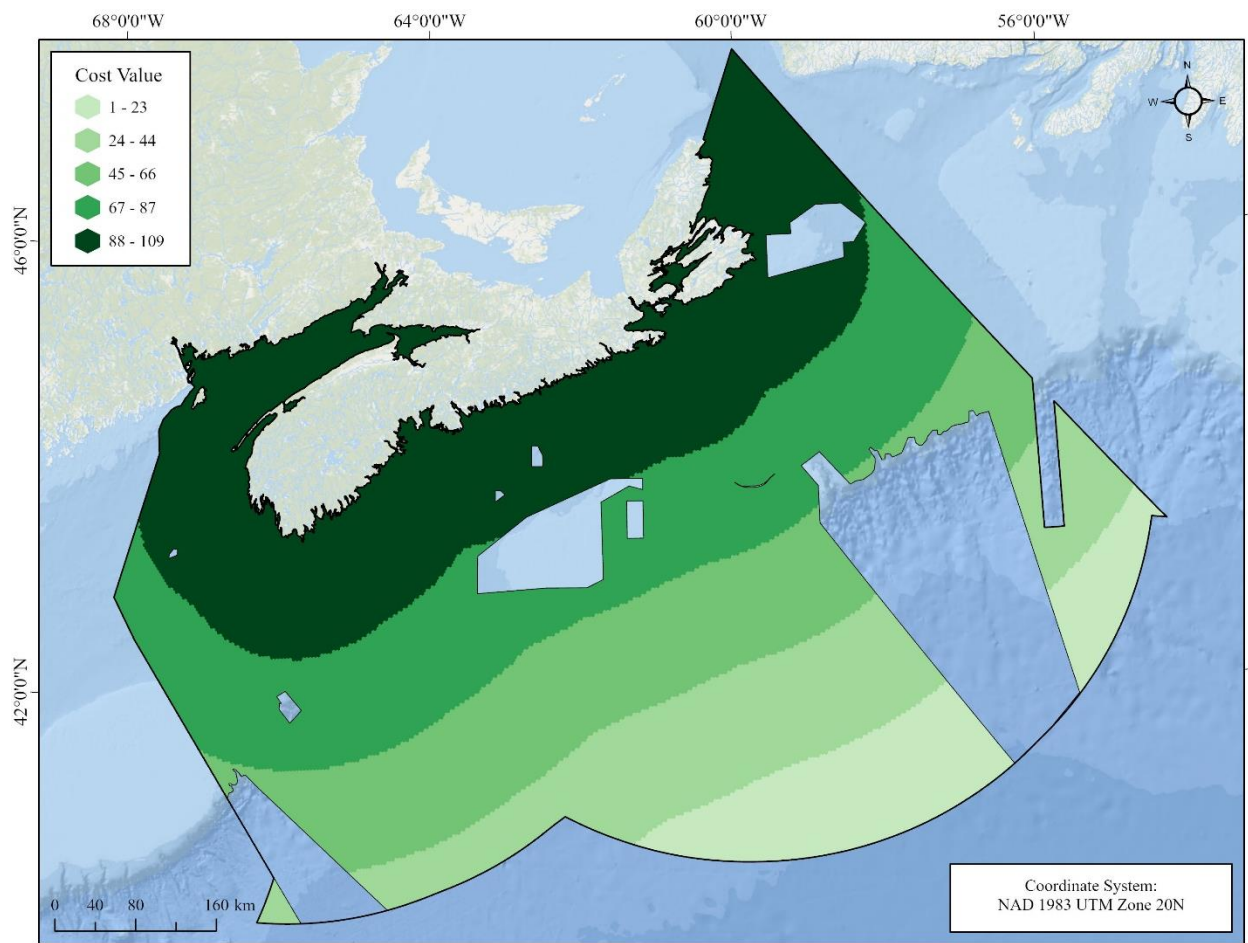 68°0'0"W 64°0'0"W 60°0'0"W 56°0'0"W
Cost Value
1 - 23
24 - 44
45 - 66
67 - 87
88 - 109
N
W E
S
46°0'0"N
42°0'0"N
0 40 80 160 km
Coordinate System:
NAD 1983 UTM Zone 20N